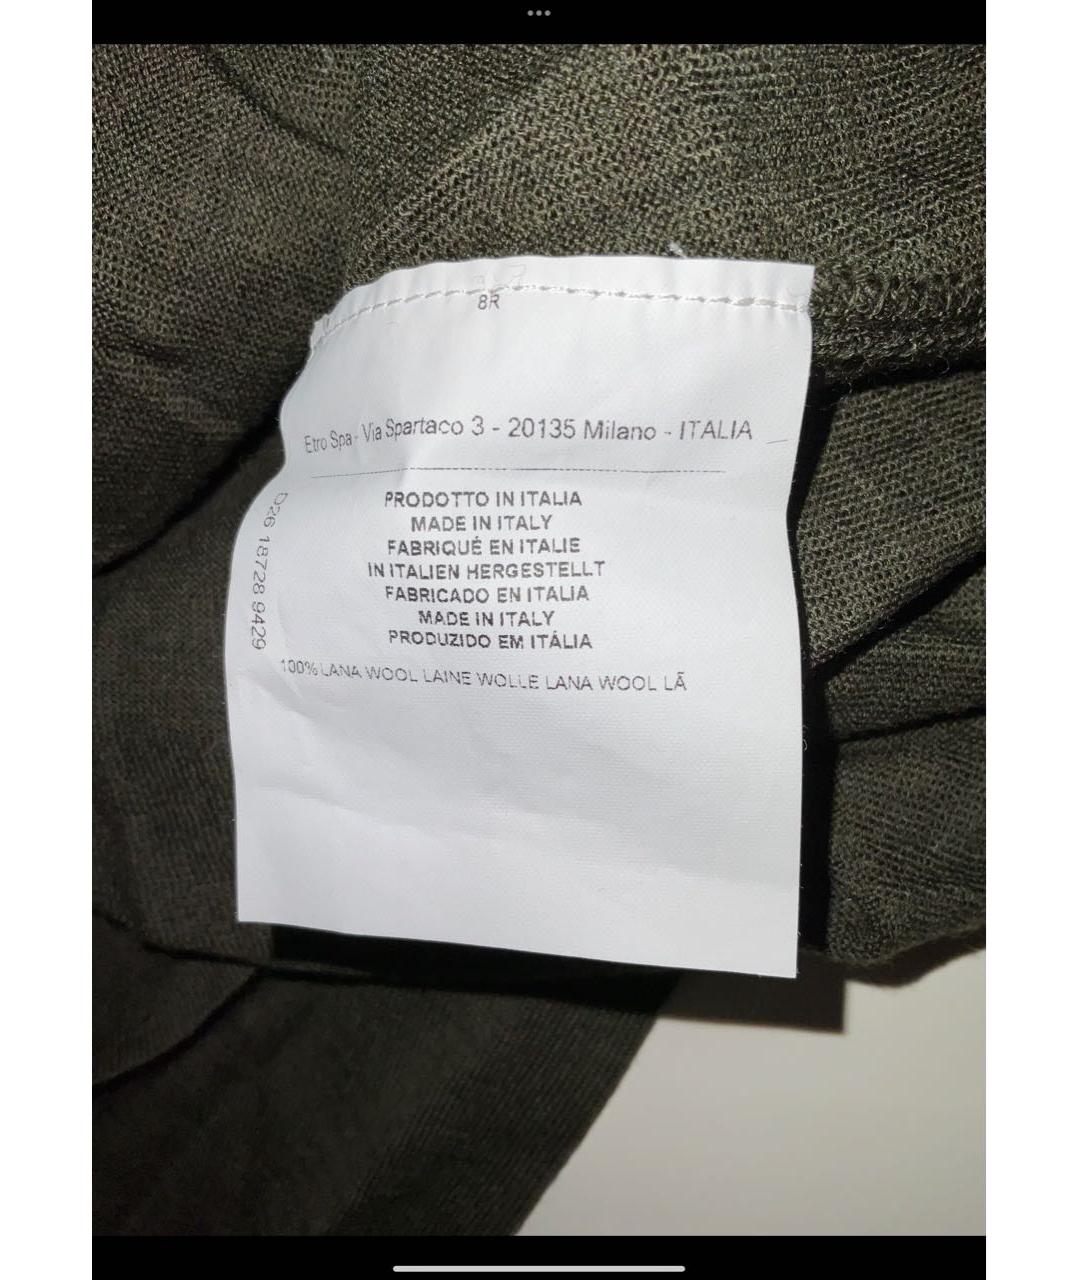 8R
Etro Spa - Via Spartaco 3 - 20135 Milano - ITALIA
PRODOTTO IN ITALIA
MADE IN ITALY
FABRIQUÉ EN ITALIE
IN ITALIEN HERGESTELLT
FABRICADO EN ITALIA
MADE IN ITALY
PRODUZIDO EM ITÁLIA
100% LANA WOOL LAINE WOLLE LANA WOOL LÃ
D26 18728 9429